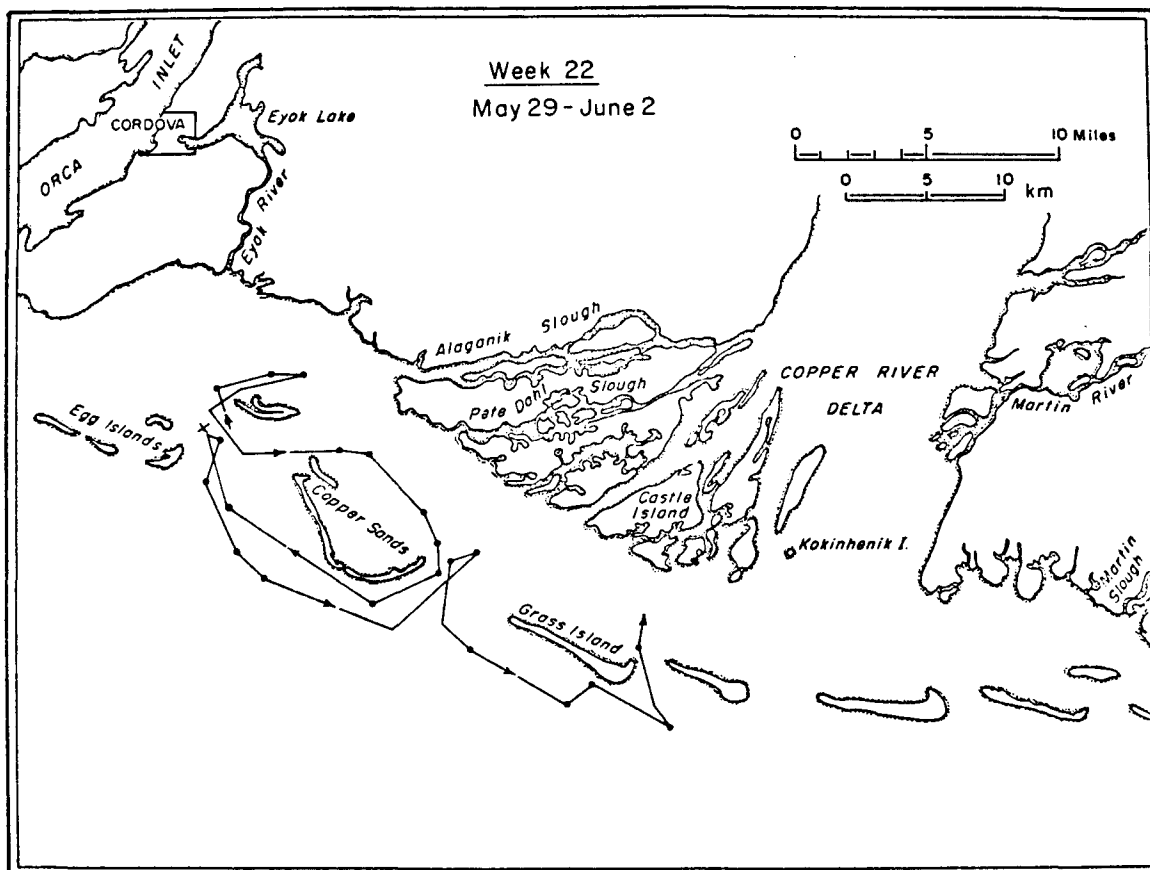 Week 22
May 29 - June 2
ORCA INLET
CORDOVA
Eyak Lake
Eyak River
0 5 10 Miles
0 5 10 km
Alaganik Slough
Pete Dahl Slough
COPPER RIVER
DELTA
Martin River
Egg Islands
Copper Sands
Castle
Island
Kokinhenik I.
Martin
Slough
Grass Island